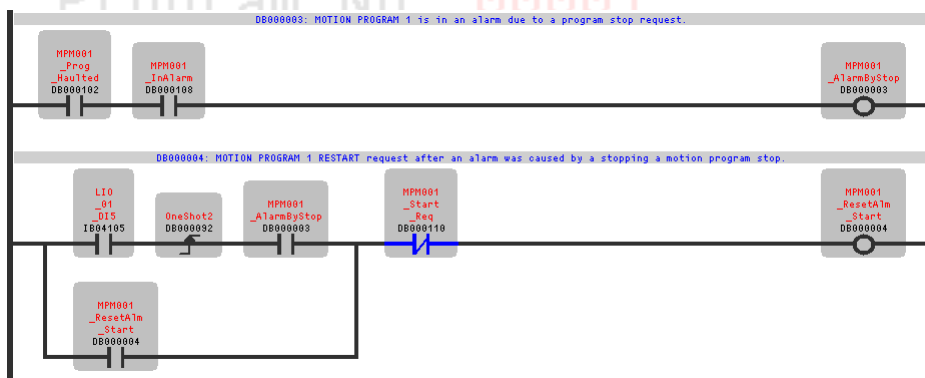 DB000003: MOTION PROGRAM 1 is in an alarm due to a program stop request.
MPM001
_Prog
_Haulted
DB000102
MPM001
_InAlarm
DB000108
MPM001
_AlarmByStop
DB000003
DB000004: MOTION PROGRAM 1 RESTART request after an alarm was caused by a stopping a motion program stop.
LIO
_01
_DI5
IB04105
OneShot2
DB000092
MPM001
_AlarmByStop
DB000003
MPM001
_Start
_Req
DB000110
MPM001
_ResetAlm
_Start
DB000004
MPM001
_ResetAlm
_Start
DB000004